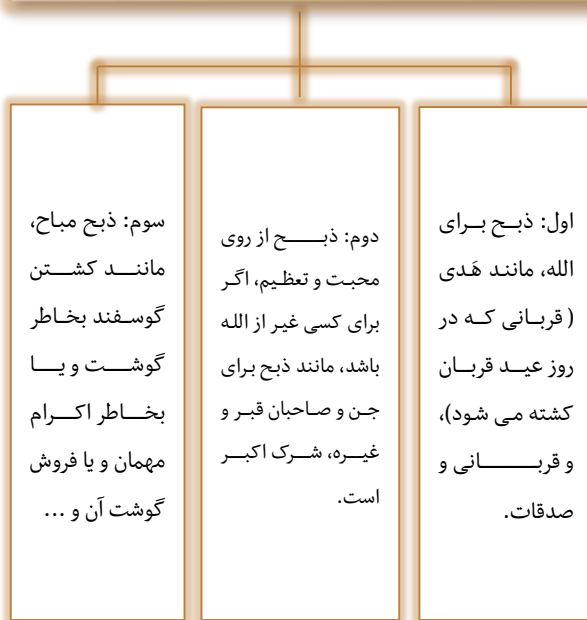 اول: ذبح برای
الله، مانند هَدی
( قربانی که در
روز عید قربان
کشته می شود)،
و قربانی و
صدقات.
دوم: ذبح از روی
محبت و تعظیم، اگر
برای کسی غیر از الله
باشد، مانند ذبح برای
جن و صاحبان قبر و
غیره، شرک اکبر
است.
سوم: ذبح مباح،
مانند کشتن
گوسفند بخاطر
گوشت و یا
بخاطر اکرام
مهمان و یا فروش
گوشت آن و ...